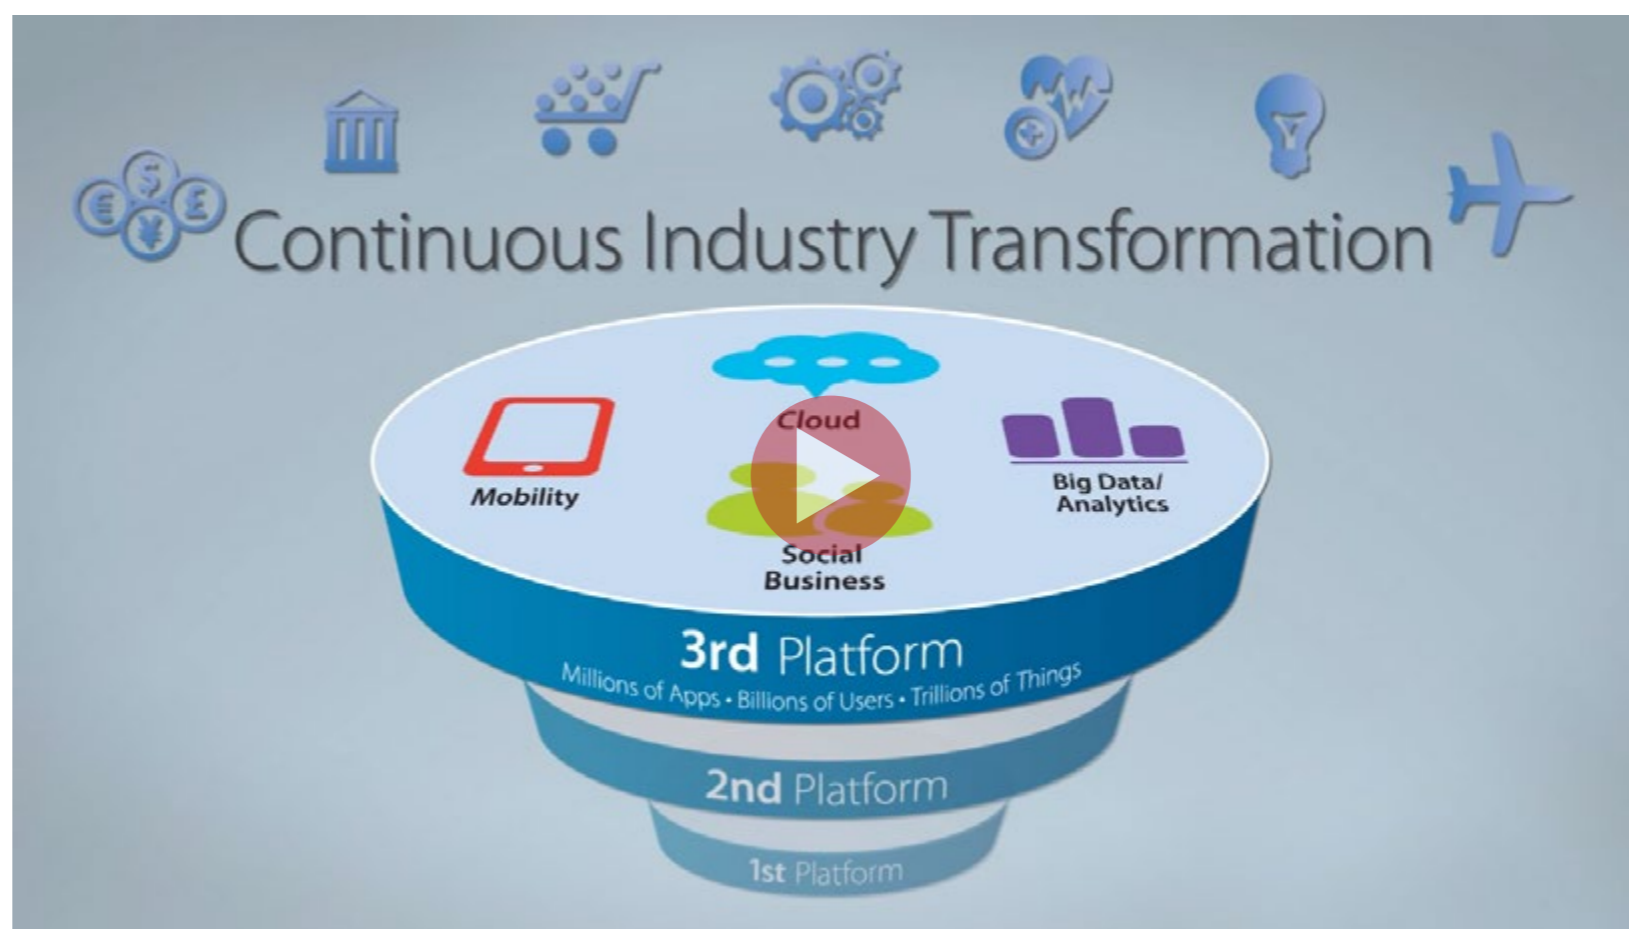 $
€ £
¥
Continuous Industry Transformation
Cloud
Mobility
Big Data/
Analytics
Social
Business
3rd Platform
Millions of Apps • Billions of Users • Trillions of Things
2nd Platform
1st Platform